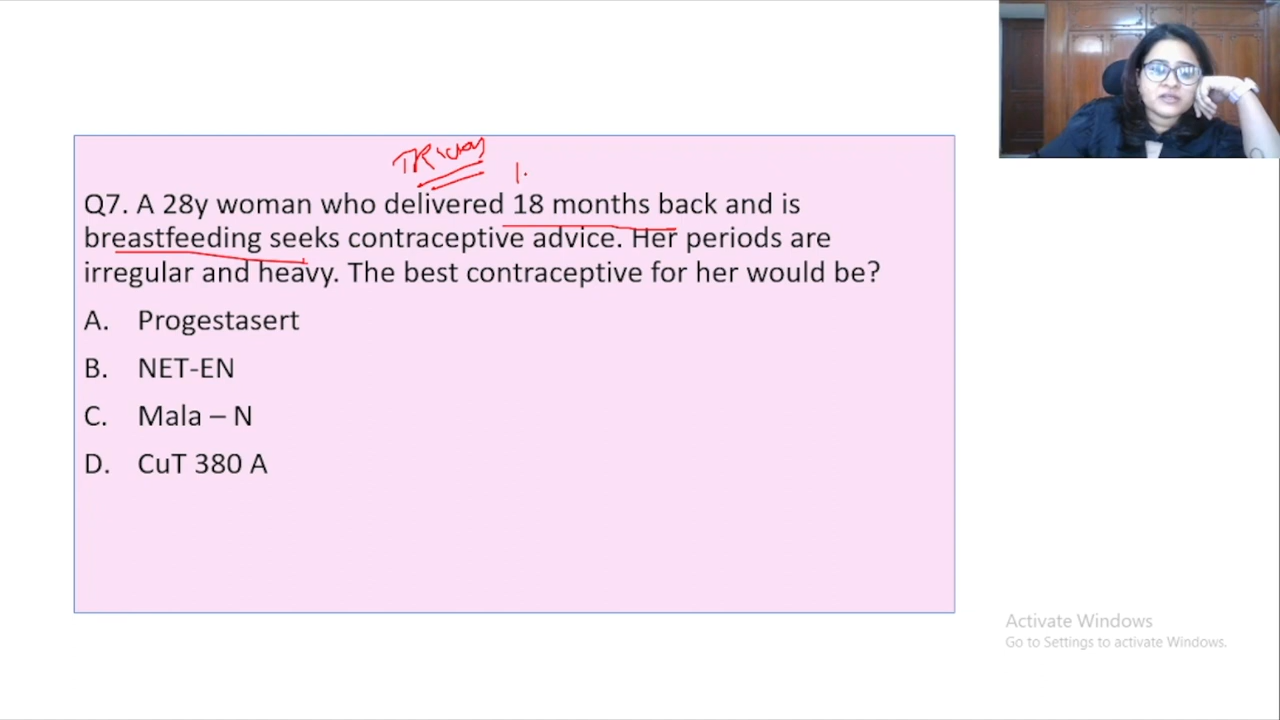 TRicky
1.
Q7. A 28y woman who delivered 18 months back and is
breastfeeding seeks contraceptive advice. Her periods are
irregular and heavy. The best contraceptive for her would be?
A. Progestasert
B. NET-EN
C. Mala – N
D. CuT 380 A
Activate Windows
Go to Settings to activate Windows.